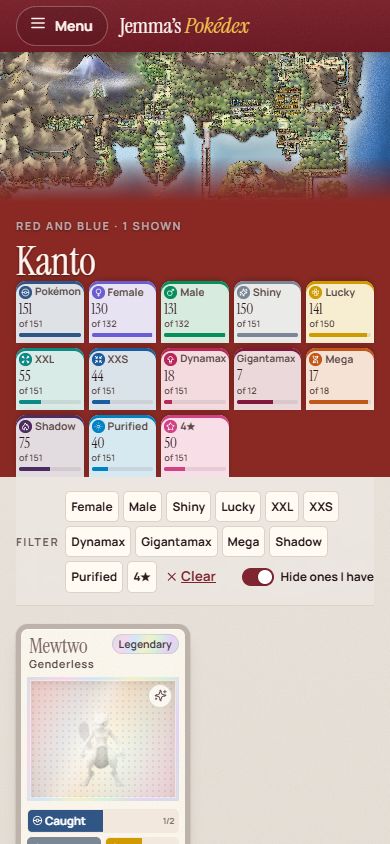 Menu Jemma's Pokédex
RED AND BLUE · 1 SHOWN
Kanto
Pokémon Female Male Shiny Lucky
151 130 131 150 141
of 151 of 132 of 132 of 151 of 150
XXL XXS Dynamax Gigantamax Mega
55 44 18 7 17
of 151 of 151 of 151 of 12 of 18
Shadow Purified 4★
75 40 50
of 151 of 151 of 151
Female Male Shiny Lucky XXL XXS
FILTER Dynamax Gigantamax Mega Shadow
Purified 4★ × Clear Hide ones I have
Mewtwo Legendary
Genderless
Caught 1/2